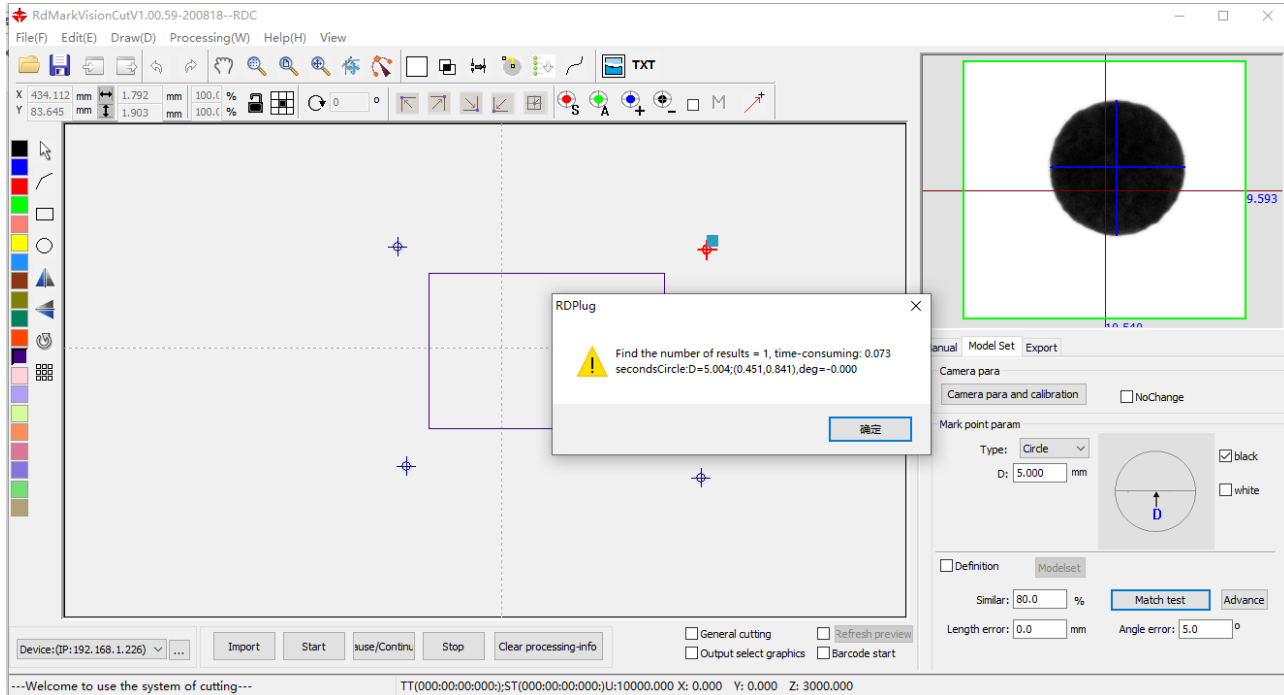 RdMarkVisionCutV1.00.59-200818--RDC
File(F) Edit(E) Draw(D) Processing(W) Help(H) View
TXT
X 434.112 mm 1.792 mm 100.( %
Y 83.645 mm 1.903 mm 100.( %
0 °
S A M
9.593
10.540
RDPlug
Find the number of results = 1, time-consuming: 0.073
secondsCircle:D=5.004;(0.451,0.841),deg=-0.000
确定
anual Model Set Export
Camera para
Camera para and calibration NoChange
Mark point param
Type: Circle
black
D: 5.000 mm
white
D
Definition Modelset
Similar: 80.0 % Match test Advance
Length error: 0.0 mm Angle error: 5.0 °
Device:(IP:192.168.1.226) ... Import Start ause/Continu Stop Clear processing-info
General cutting Refresh preview
Output select graphics Barcode start
---Welcome to use the system of cutting--- TT(000:00:00:000:);ST(000:00:00:000:)U:10000.000 X: 0.000 Y: 0.000 Z: 3000.000